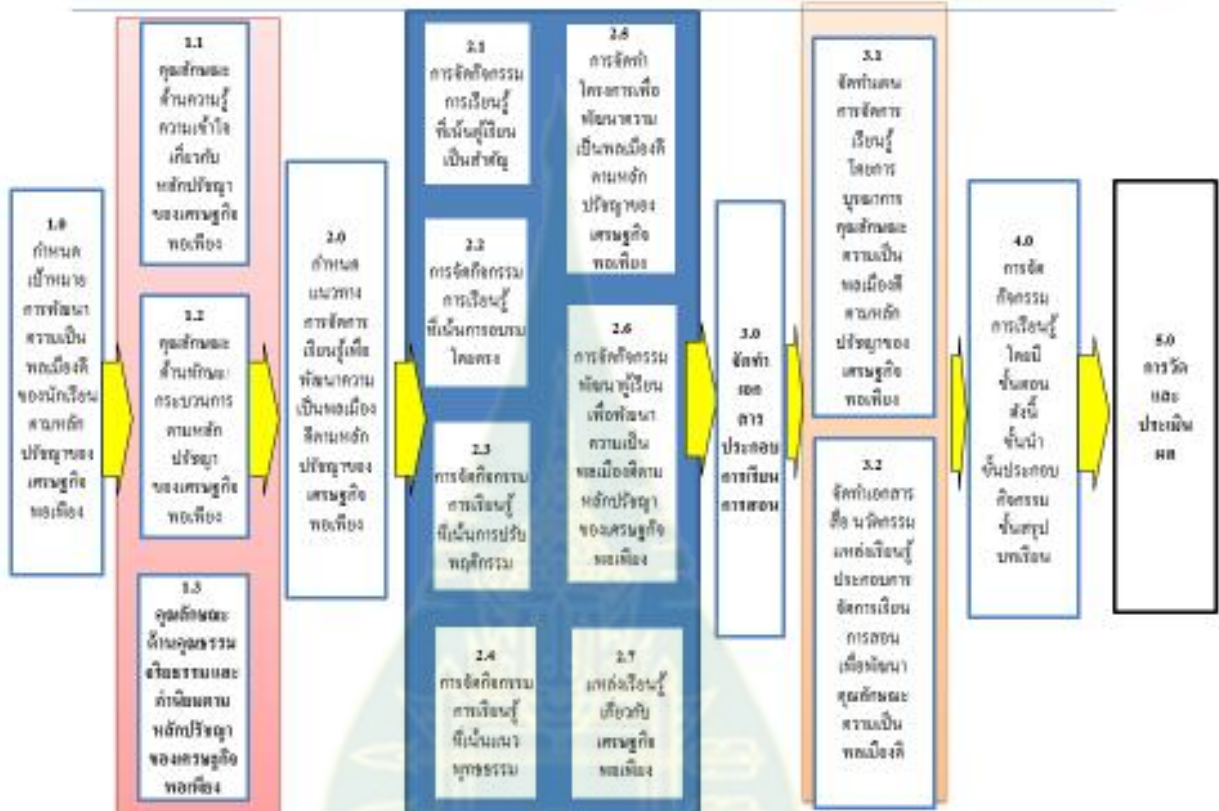 1.0
กำหนด
เป้าหมาย
การพัฒนา
ความเป็น
พลเมืองดี
ของนักเรียน
ตามหลัก
ปรัชญาของ
เศรษฐกิจ
พอเพียง
1.1
คุณลักษณะ
ด้านความรู้
ความเข้าใจ
เกี่ยวกับ
หลักปรัชญา
ของเศรษฐกิจ
พอเพียง
1.2
คุณลักษณะ
ด้านทักษะ
กระบวนการ
ตามหลัก
ปรัชญา
ของเศรษฐกิจ
พอเพียง
1.3
คุณลักษณะ
ด้านคุณธรรม
จริยธรรมและ
ค่านิยมตาม
หลักปรัชญา
ของเศรษฐกิจ
พอเพียง
2.0
กำหนด
แนวทาง
การจัดการ
เรียนรู้เพื่อ
พัฒนาความ
เป็นพลเมือง
ดีตามหลัก
ปรัชญาของ
เศรษฐกิจ
พอเพียง
2.1
การจัดกิจกรรม
การเรียนรู้
ที่เน้นผู้เรียน
เป็นสำคัญ
2.2
การจัดกิจกรรม
การเรียนรู้
ที่เน้นการอบรม
โดยตรง
2.3
การจัดกิจกรรม
การเรียนรู้
ที่เน้นการปรับ
พฤติกรรม
2.4
การจัดกิจกรรม
การเรียนรู้
ที่เน้นแนว
พุทธธรรม
2.5
การจัดทำ
โครงการเพื่อ
พัฒนาความ
เป็นพลเมืองดี
ตามหลัก
ปรัชญาของ
เศรษฐกิจ
พอเพียง
2.6
การจัดกิจกรรม
พัฒนาผู้เรียน
เพื่อพัฒนา
ความเป็น
พลเมืองดีตาม
หลักปรัชญา
ของเศรษฐกิจ
พอเพียง
2.7
แหล่งเรียนรู้
เกี่ยวกับ
เศรษฐกิจ
พอเพียง
3.0
จัดทำ
เอก
สาร
ประกอบ
การเรียน
การสอน
3.1
จัดทำแผน
การจัดการ
เรียนรู้
โดยการ
บูรณาการ
คุณลักษณะ
ความเป็น
พลเมืองดี
ตามหลัก
ปรัชญาของ
เศรษฐกิจ
พอเพียง
3.2
จัดทำเอกสาร
สื่อ นวัตกรรม
แหล่งเรียนรู้
ประกอบการ
จัดการเรียน
การสอน
เพื่อพัฒนา
คุณลักษณะ
ความเป็น
พลเมืองดี
4.0
การจัด
กิจกรรม
การเรียนรู้
โดยมี
ขั้นตอน
ดังนี้
ขั้นนำ
ขั้นประกอบ
กิจกรรม
ขั้นสรุป
บทเรียน
5.0
การวัด
และ
ประเมิน
ผล